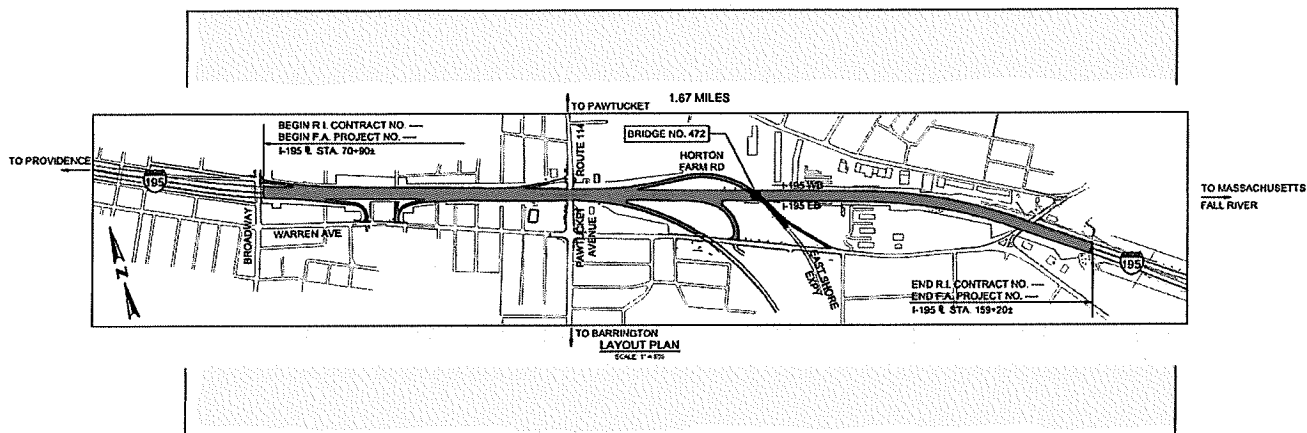 TO PAWTUCKET
1.67 MILES
BEGIN R.I. CONTRACT NO. ----
BEGIN F.A. PROJECT NO. ----
I-195 ℄ STA. 70+90±
ROUTE 114
BRIDGE NO. 472
HORTON
FARM RD
TO PROVIDENCE
195
I-195 WB
I-195 EB
TO MASSACHUSETTS
FALL RIVER
BROADWAY
WARREN AVE
PAWTUCKET
AVENUE
EAST SHORE
EXPY
195
N
END R.I. CONTRACT NO. ----
END F.A. PROJECT NO. ----
I-195 ℄ STA. 159+20±
TO BARRINGTON
LAYOUT PLAN